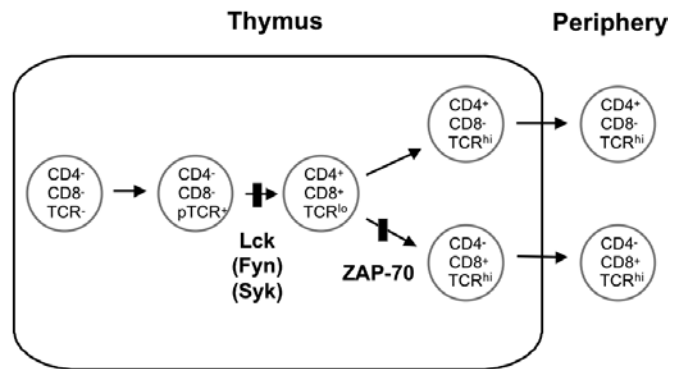 Thymus
Periphery
CD4-
CD8-
TCR-
CD4-
CD8-
pTCR+
Lck
(Fyn)
(Syk)
CD4+
CD8+
TCRlo
ZAP-70
CD4+
CD8-
TCRhi
CD4-
CD8+
TCRhi
CD4+
CD8-
TCRhi
CD4-
CD8+
TCRhi